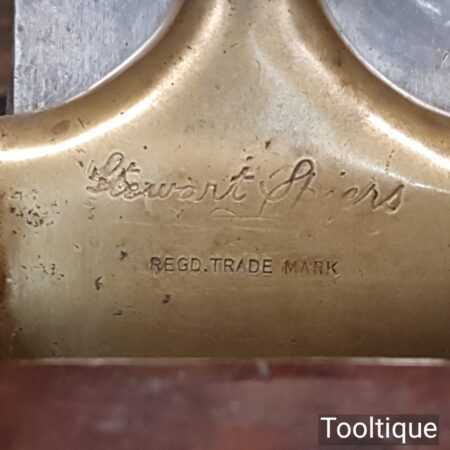 Stewart Spiers
REGD. TRADE MARK
Tooltique